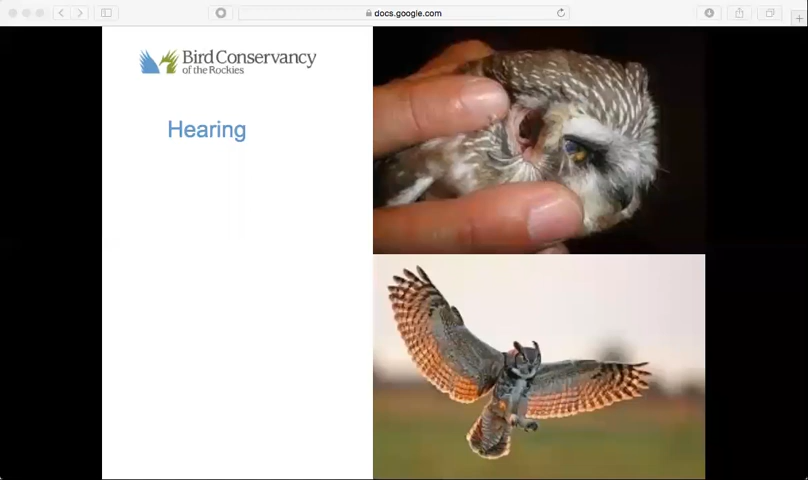 docs.google.com
Bird Conservancy
of the Rockies
Hearing